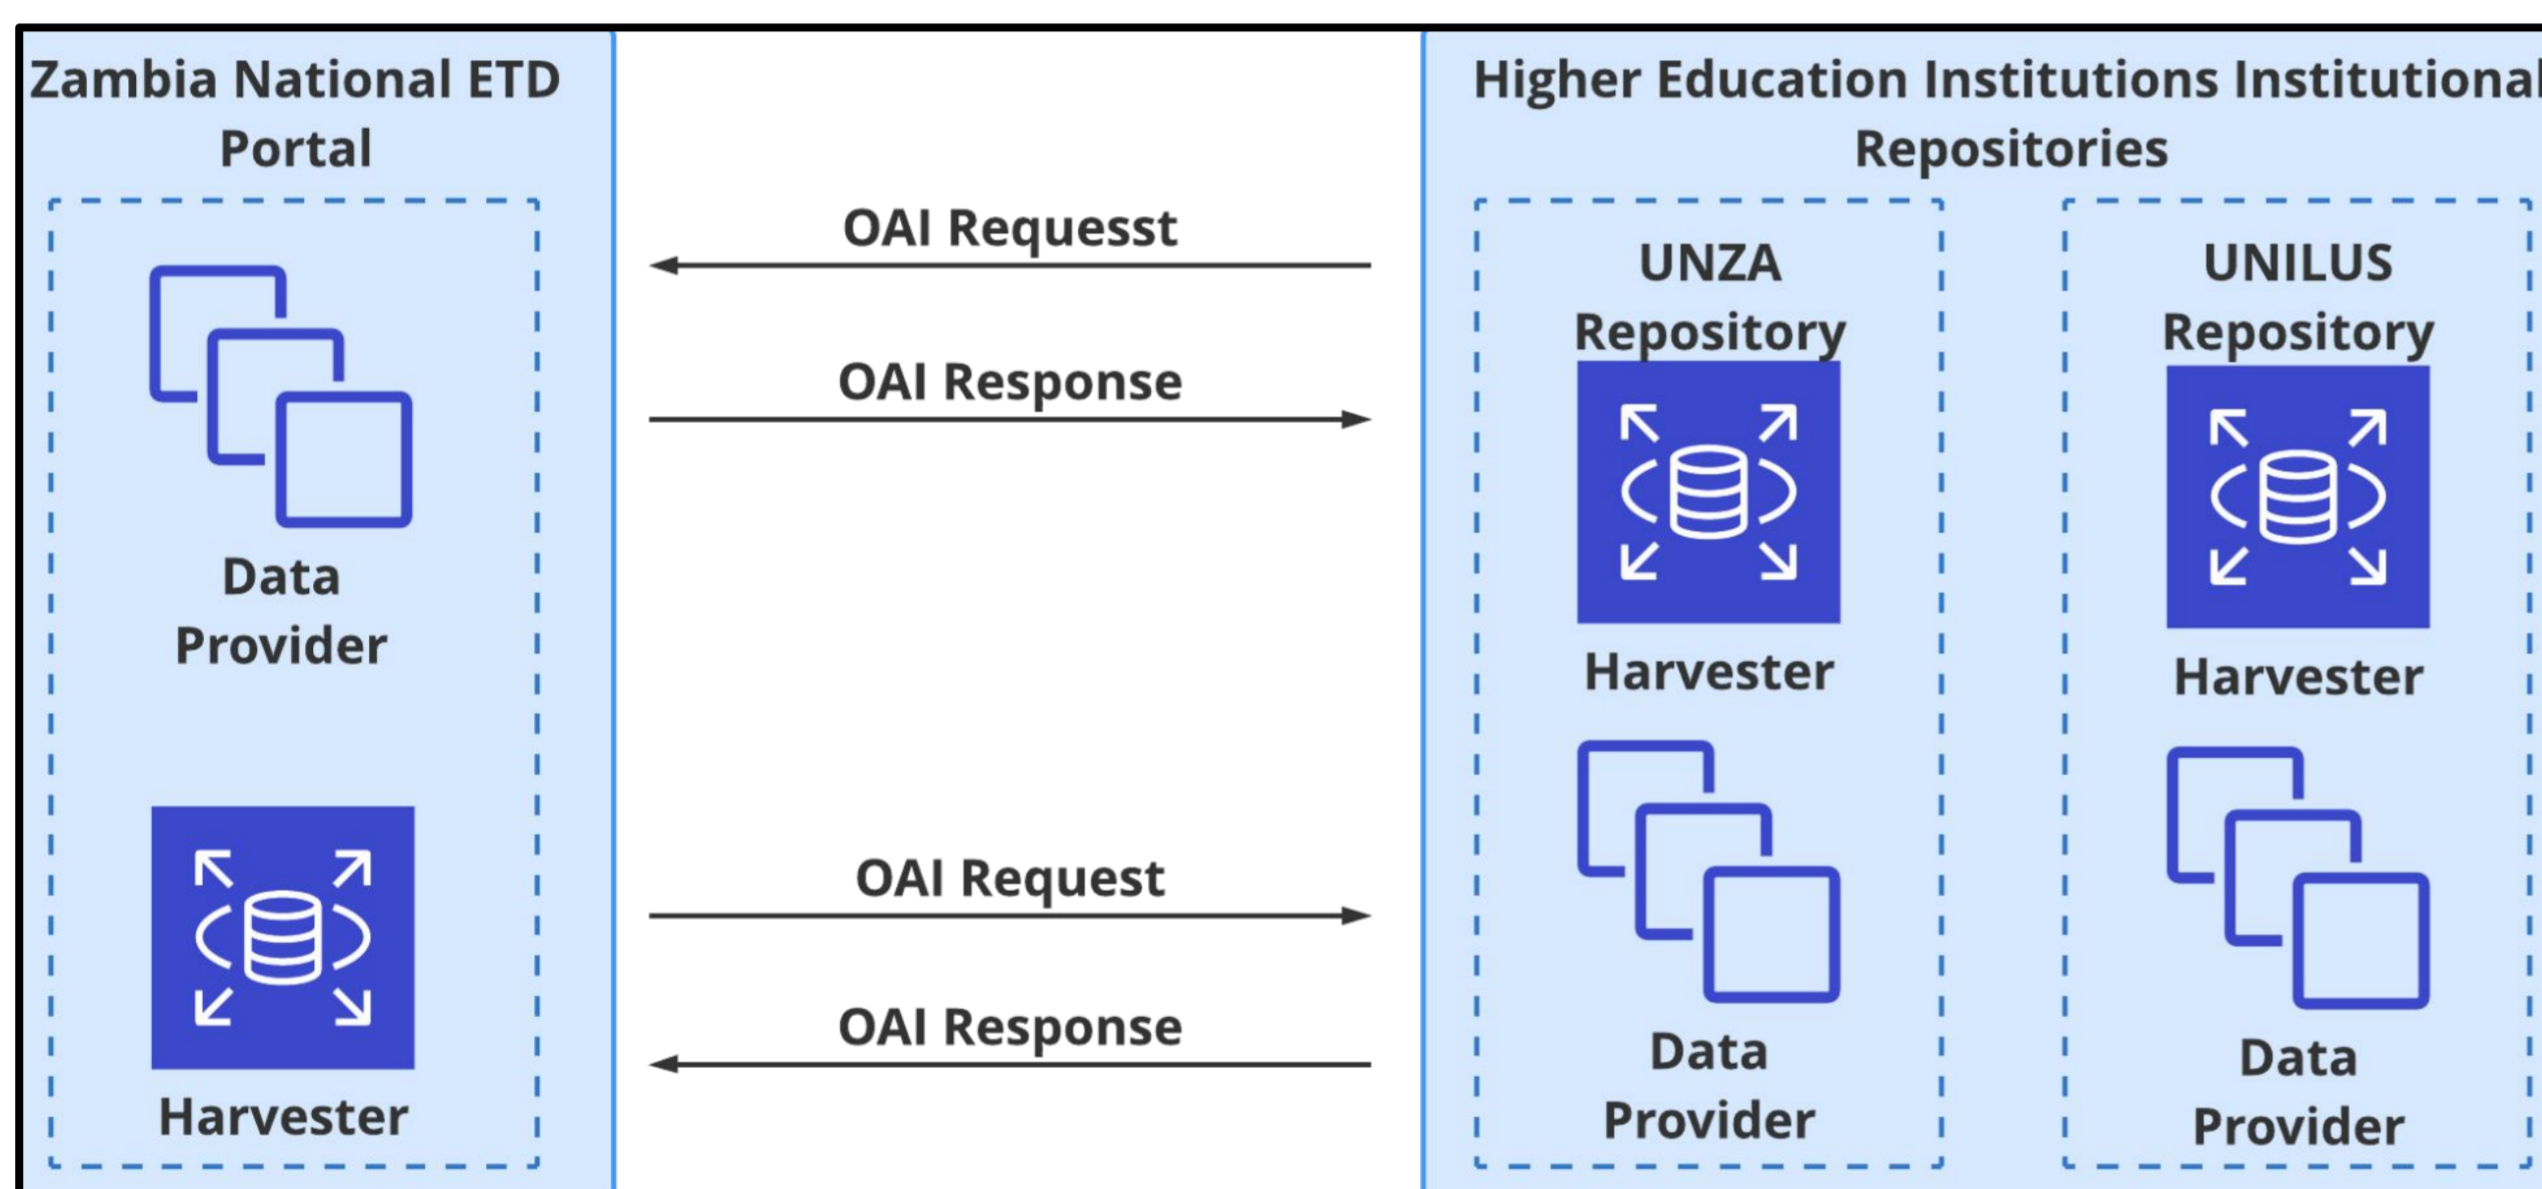 Zambia National ETD
Portal
Data
Provider
Harvester
OAI Requesst
OAI Response
OAI Request
OAI Response
Higher Education Institutions Institutional
Repositories
UNZA
Repository
Harvester
Data
Provider
UNILUS
Repository
Harvester
Data
Provider